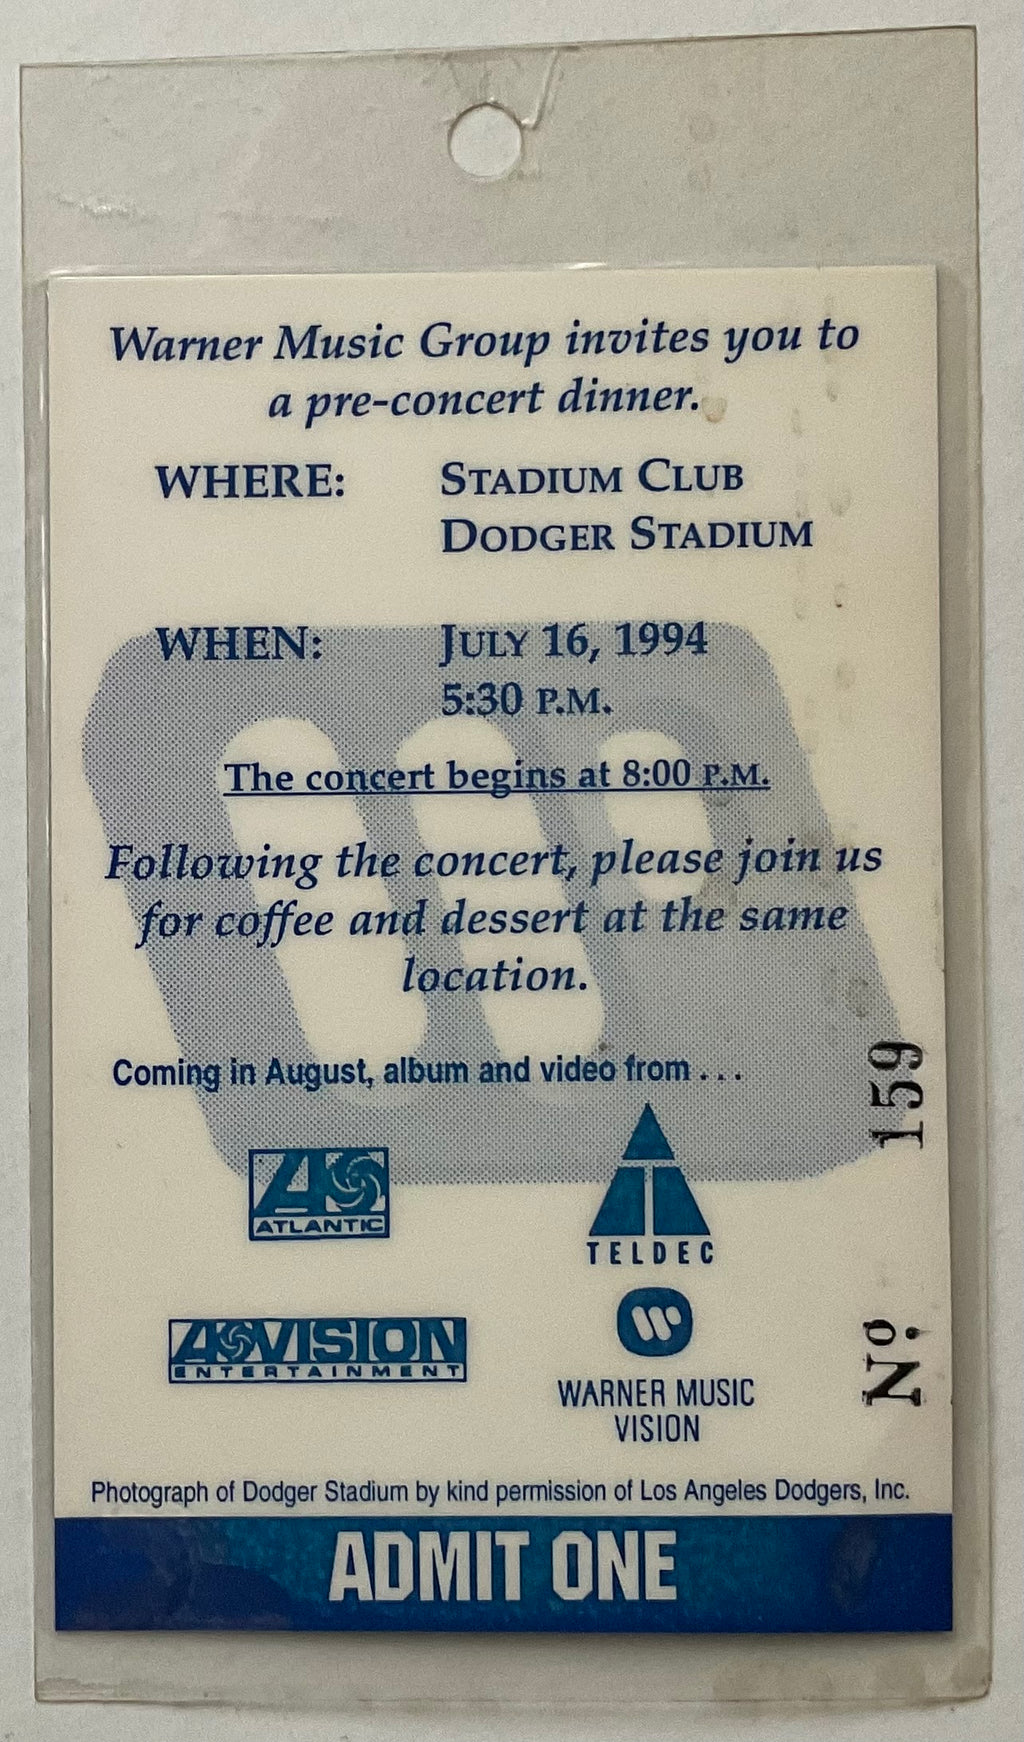 Warner Music Group invites you to
a pre-concert dinner.
WHERE: STADIUM CLUB
DODGER STADIUM
WHEN: JULY 16, 1994
5:30 P.M.
The concert begins at 8:00 P.M.
Following the concert, please join us
for coffee and dessert at the same
location.
Coming in August, album and video from . . .
ATLANTIC
TELDEC
A*VISION
ENTERTAINMENT
WARNER MUSIC
VISION
No. 159
Photograph of Dodger Stadium by kind permission of Los Angeles Dodgers, Inc.
ADMIT ONE